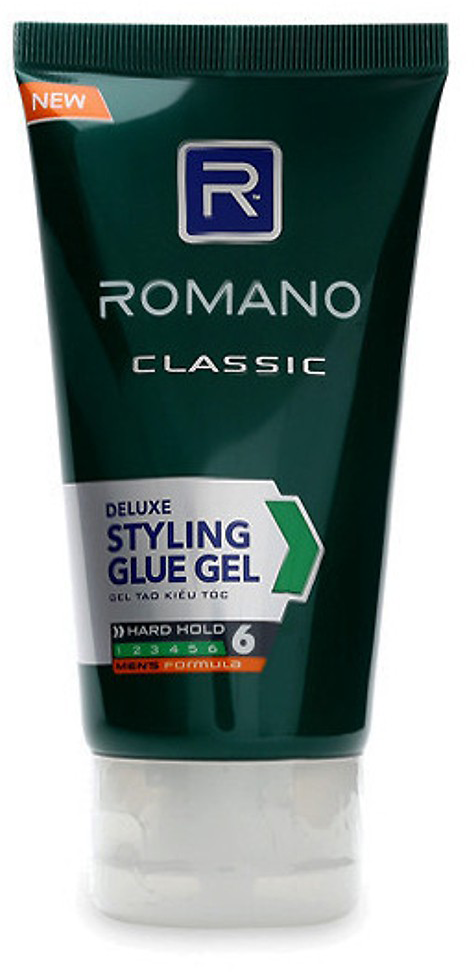 NEW
R™
ROMANO
CLASSIC
DELUXE
STYLING
GLUE GEL
GEL TẠO KIỂU TÓC
HARD HOLD 6
1 2 3 4 5 6
MEN'S FORMULA